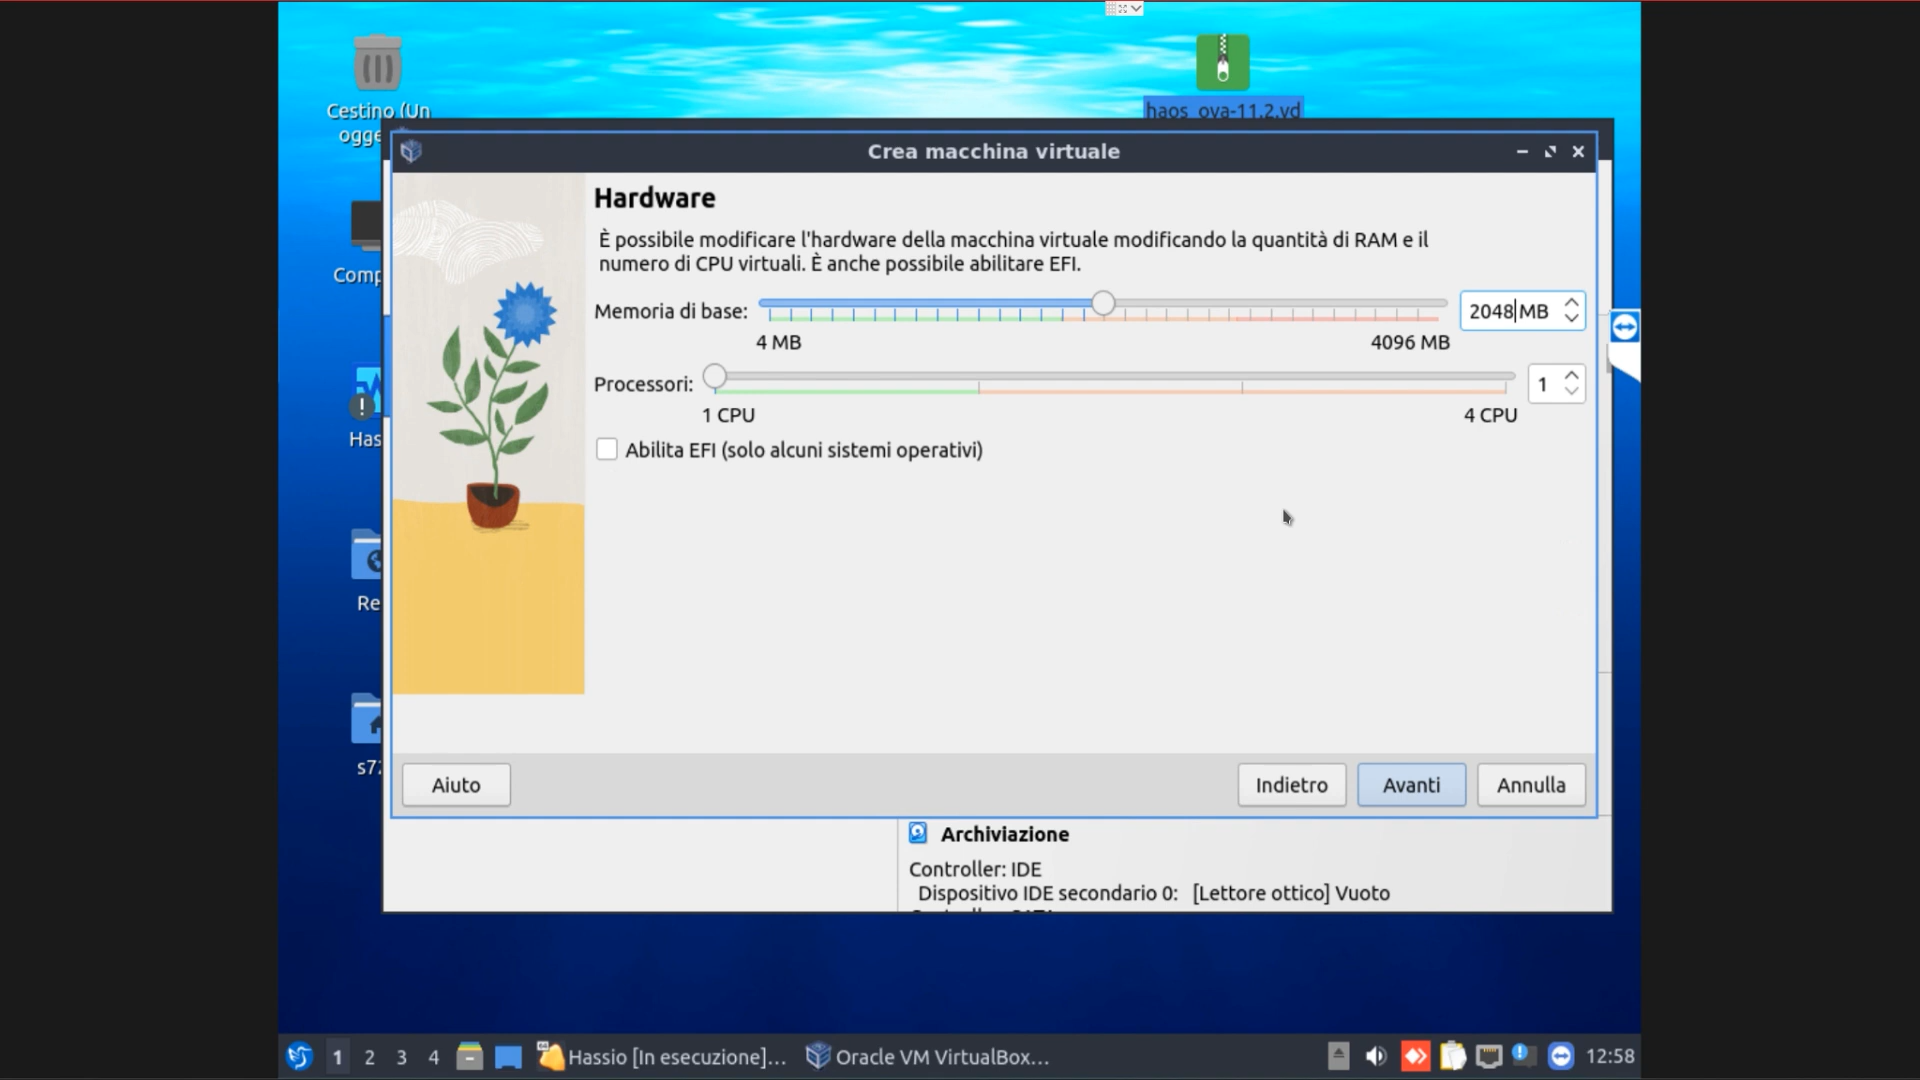 Cestino (Un
ogge
haos_ova-11.2.vd
Crea macchina virtuale
Hardware
È possibile modificare l'hardware della macchina virtuale modificando la quantità di RAM e il
numero di CPU virtuali. È anche possibile abilitare EFI.
Memoria di base:
2048 MB
4 MB
4096 MB
Processori:
1
1 CPU
4 CPU
Abilita EFI (solo alcuni sistemi operativi)
Comp
Has
Re
s7
Aiuto
Indietro
Avanti
Annulla
Archiviazione
Controller: IDE
Dispositivo IDE secondario 0: [Lettore ottico] Vuoto
1 2 3 4 Hassio [In esecuzione]... Oracle VM VirtualBox... 12:58